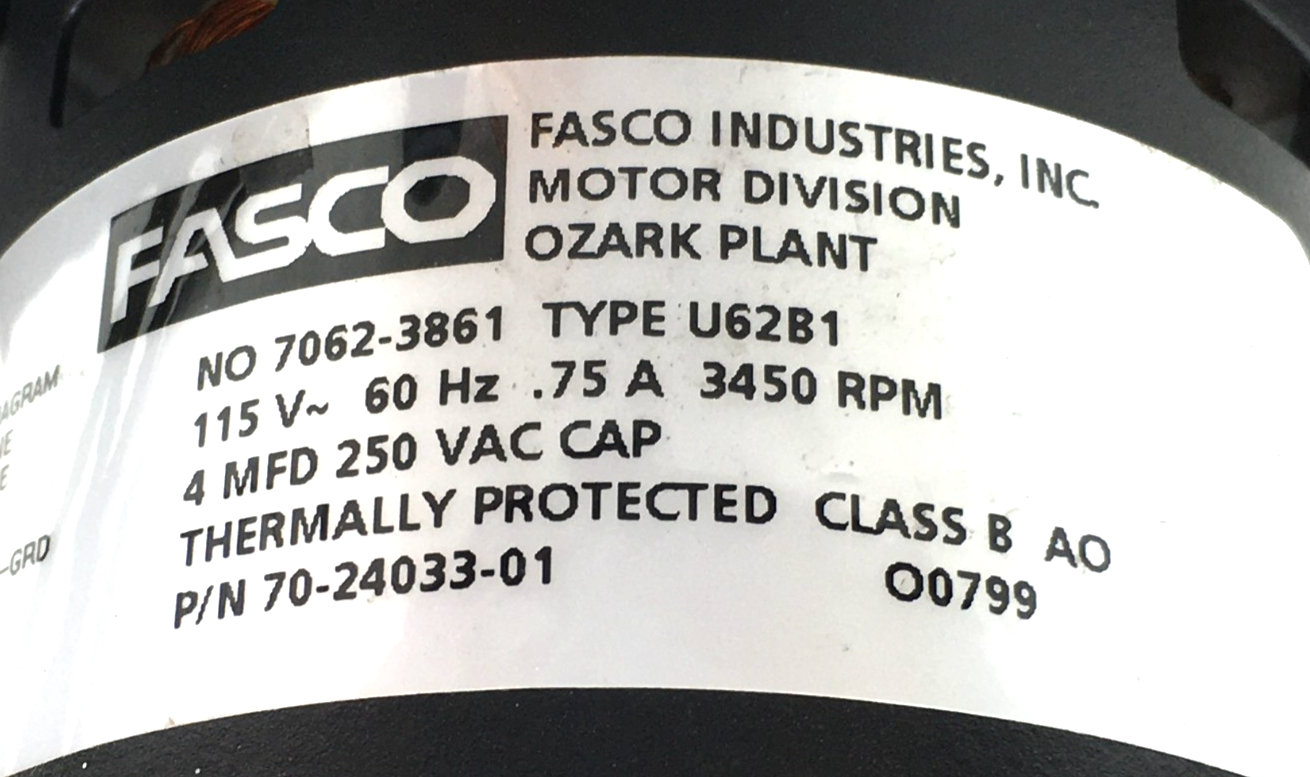 FASCO
FASCO INDUSTRIES, INC.
MOTOR DIVISION
OZARK PLANT
NO 7062-3861 TYPE U62B1
115 V~ 60 Hz .75 A 3450 RPM
4 MFD 250 VAC CAP
THERMALLY PROTECTED CLASS B AO
P/N 70-24033-01 O0799
-GRD